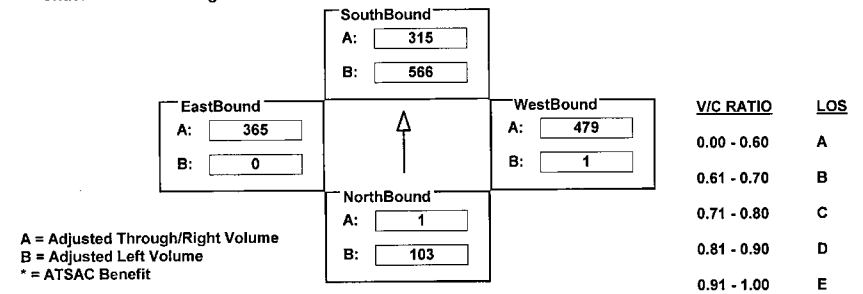 SouthBound
A: 315
B: 566
EastBound
A: 365
B: 0
WestBound
A: 479
B: 1
NorthBound
A: 1
B: 103
A = Adjusted Through/Right Volume
B = Adjusted Left Volume
* = ATSAC Benefit
V/C RATIO LOS
0.00 - 0.60 A
0.61 - 0.70 B
0.71 - 0.80 C
0.81 - 0.90 D
0.91 - 1.00 E